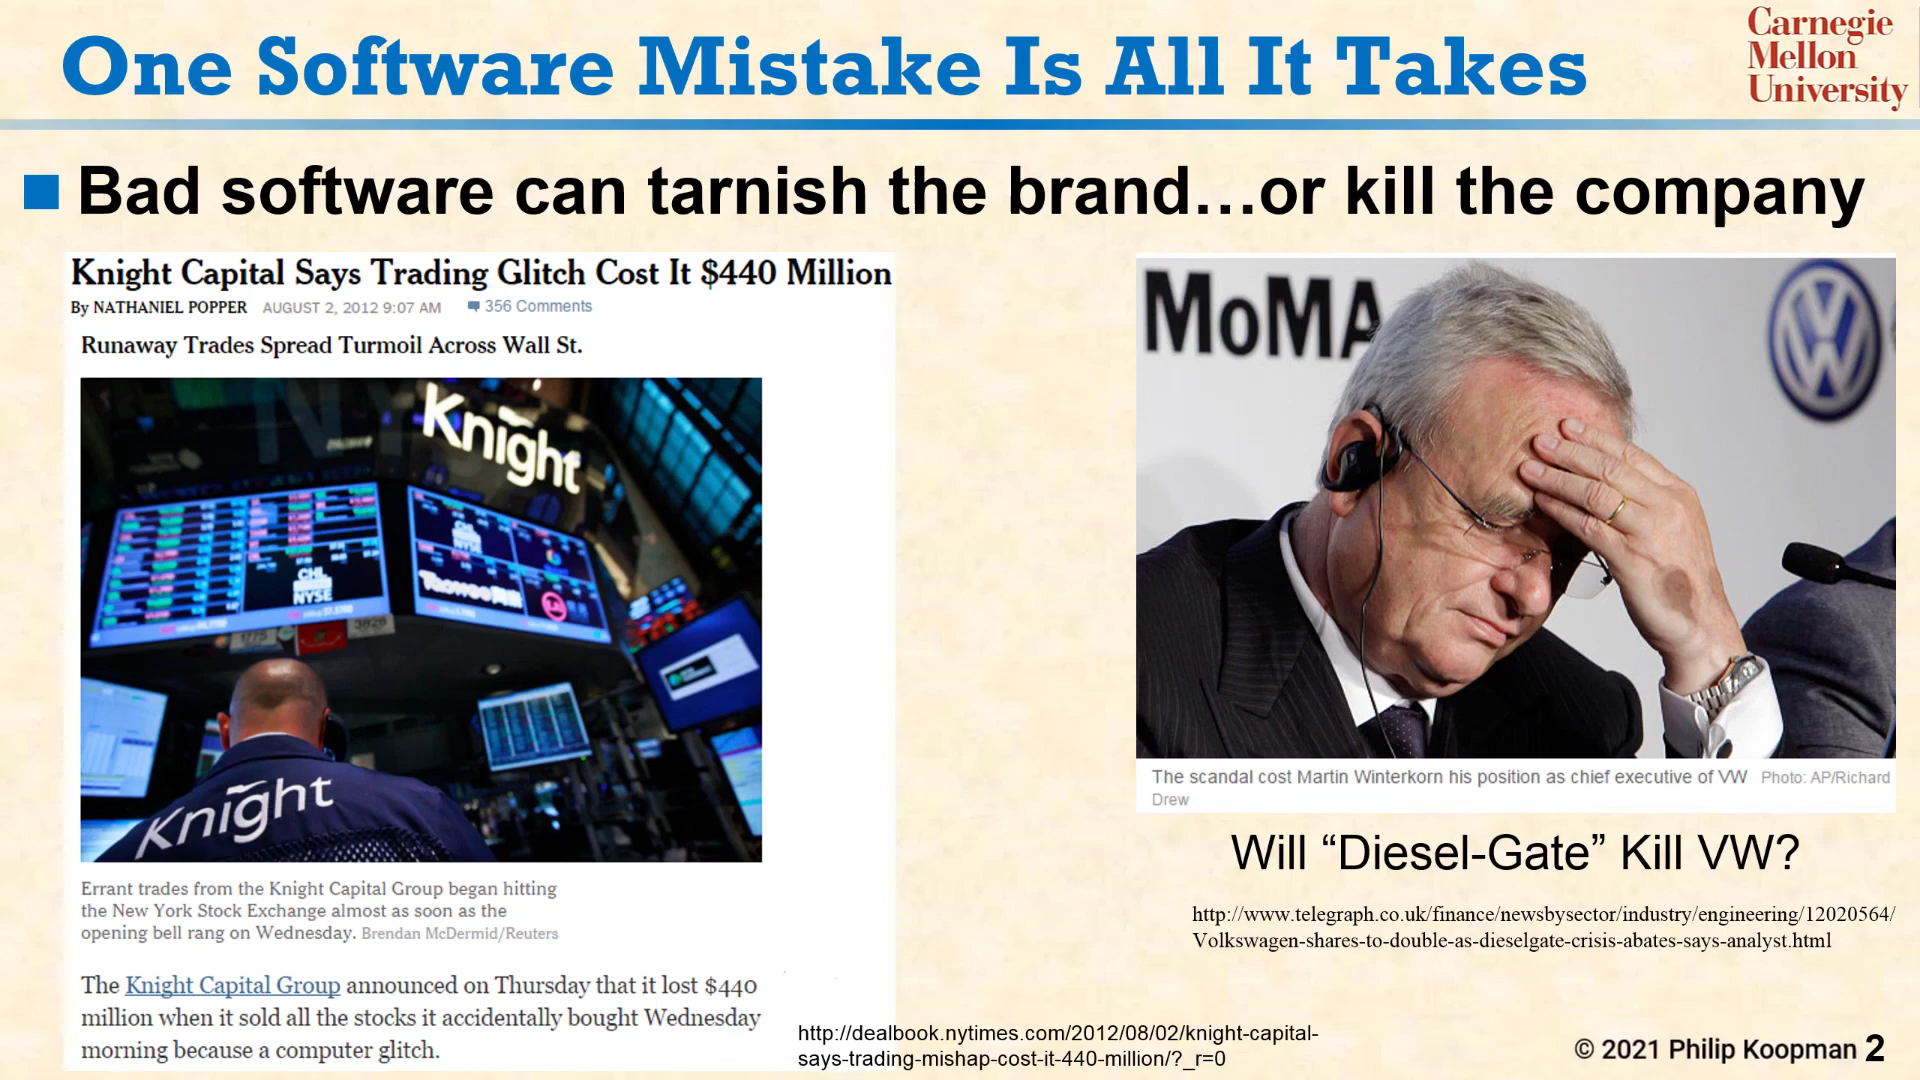 One Software Mistake Is All It Takes
Carnegie
Mellon
University
Bad software can tarnish the brand…or kill the company
Knight Capital Says Trading Glitch Cost It $440 Million
By NATHANIEL POPPER AUGUST 2, 2012 9:07 AM 356 Comments
Runaway Trades Spread Turmoil Across Wall St.
Knight
CHL
NYSE
Knight
Errant trades from the Knight Capital Group began hitting
the New York Stock Exchange almost as soon as the
opening bell rang on Wednesday. Brendan McDermid/Reuters
The Knight Capital Group announced on Thursday that it lost $440
million when it sold all the stocks it accidentally bought Wednesday
morning because a computer glitch.
http://dealbook.nytimes.com/2012/08/02/knight-capital-
says-trading-mishap-cost-it-440-million/?_r=0
MoMA
VW
The scandal cost Martin Winterkorn his position as chief executive of VW Photo: AP/Richard
Drew
Will “Diesel-Gate” Kill VW?
http://www.telegraph.co.uk/finance/newsbysector/industry/engineering/12020564/
Volkswagen-shares-to-double-as-dieselgate-crisis-abates-says-analyst.html
© 2021 Philip Koopman 2